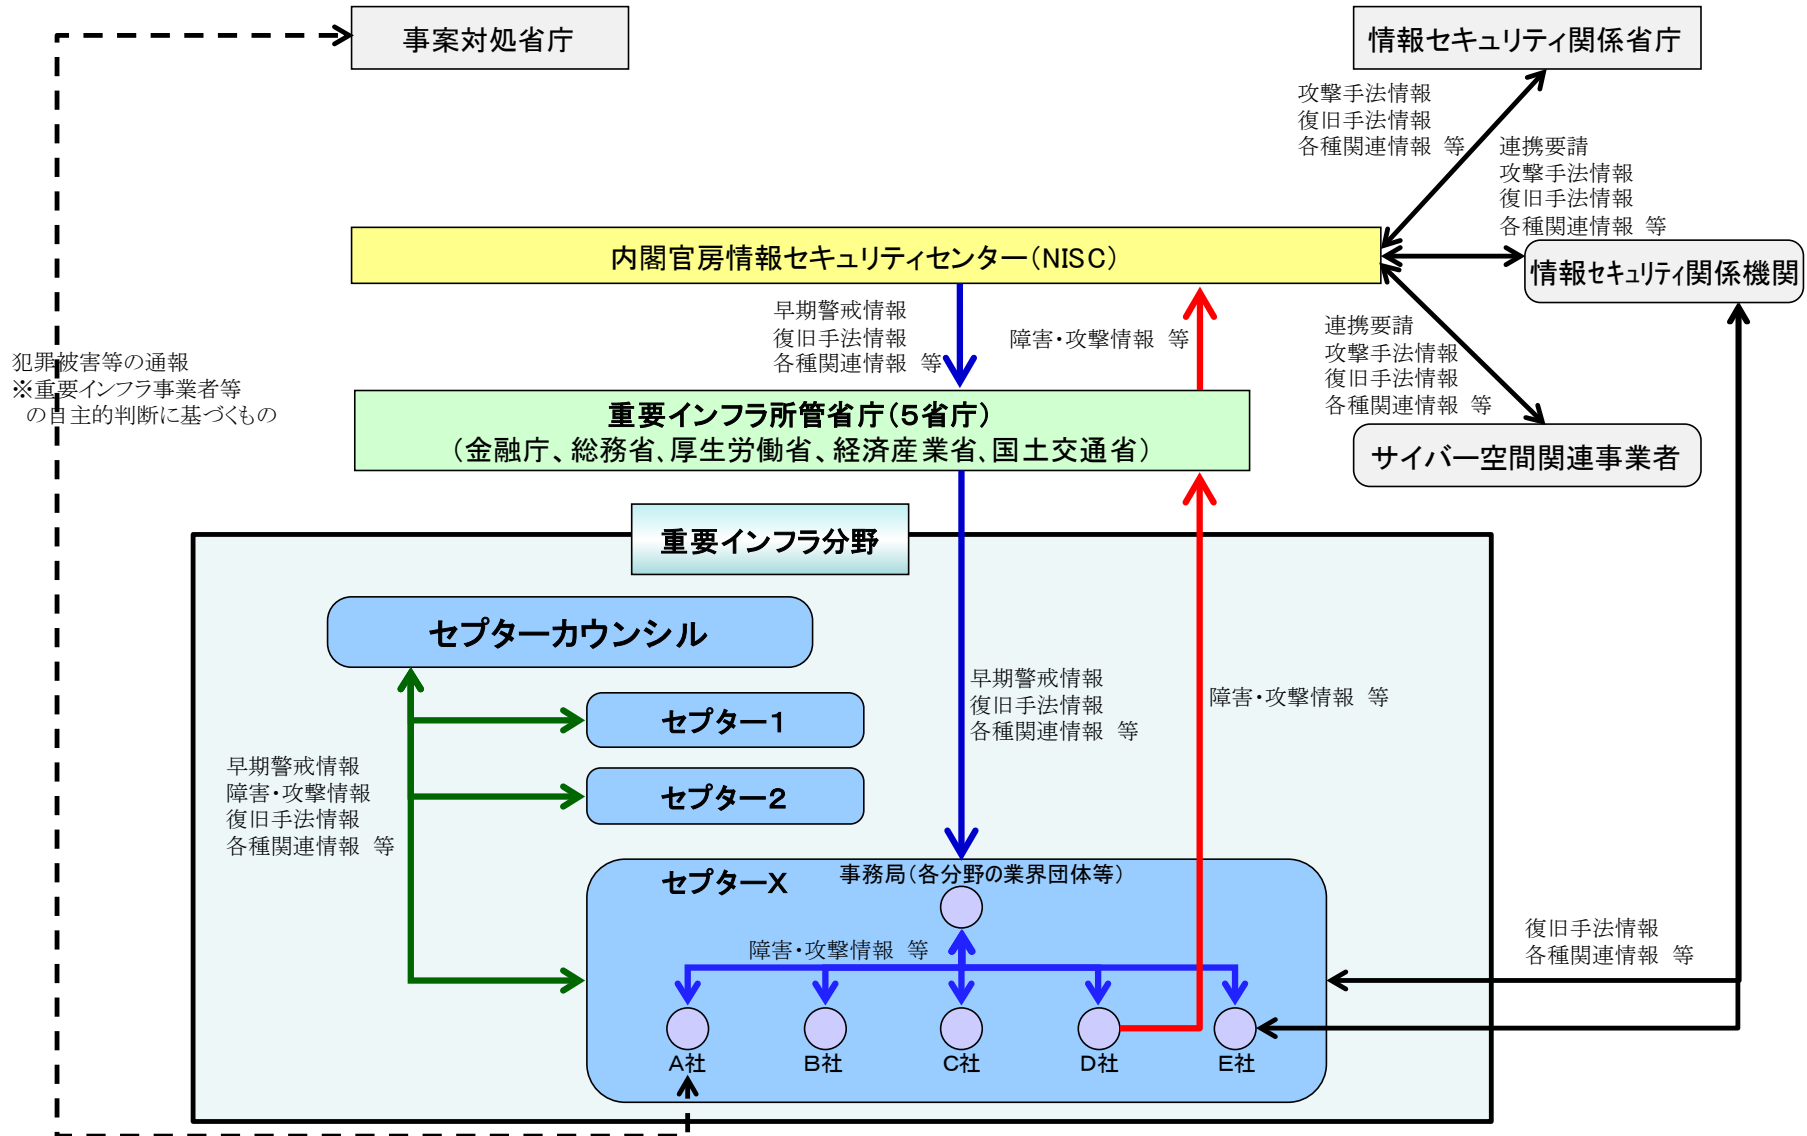 事案対処省庁
情報セキュリティ関係省庁
攻撃手法情報
復旧手法情報
各種関連情報 等
連携要請
攻撃手法情報
復旧手法情報
各種関連情報 等
内閣官房情報セキュリティセンター(NISC)
情報セキュリティ関係機関
早期警戒情報
復旧手法情報
各種関連情報 等
障害・攻撃情報 等
連携要請
攻撃手法情報
復旧手法情報
各種関連情報 等
犯罪被害等の通報
※重要インフラ事業者等
の自主的判断に基づくもの
重要インフラ所管省庁(5省庁)
(金融庁、総務省、厚生労働省、経済産業省、国土交通省)
サイバー空間関連事業者
重要インフラ分野
セプターカウンシル
早期警戒情報
復旧手法情報
各種関連情報 等
障害・攻撃情報 等
セプター1
セプター2
早期警戒情報
障害・攻撃情報
復旧手法情報
各種関連情報 等
セプターX
事務局(各分野の業界団体等)
障害・攻撃情報 等
復旧手法情報
各種関連情報 等
A社
B社
C社
D社
E社